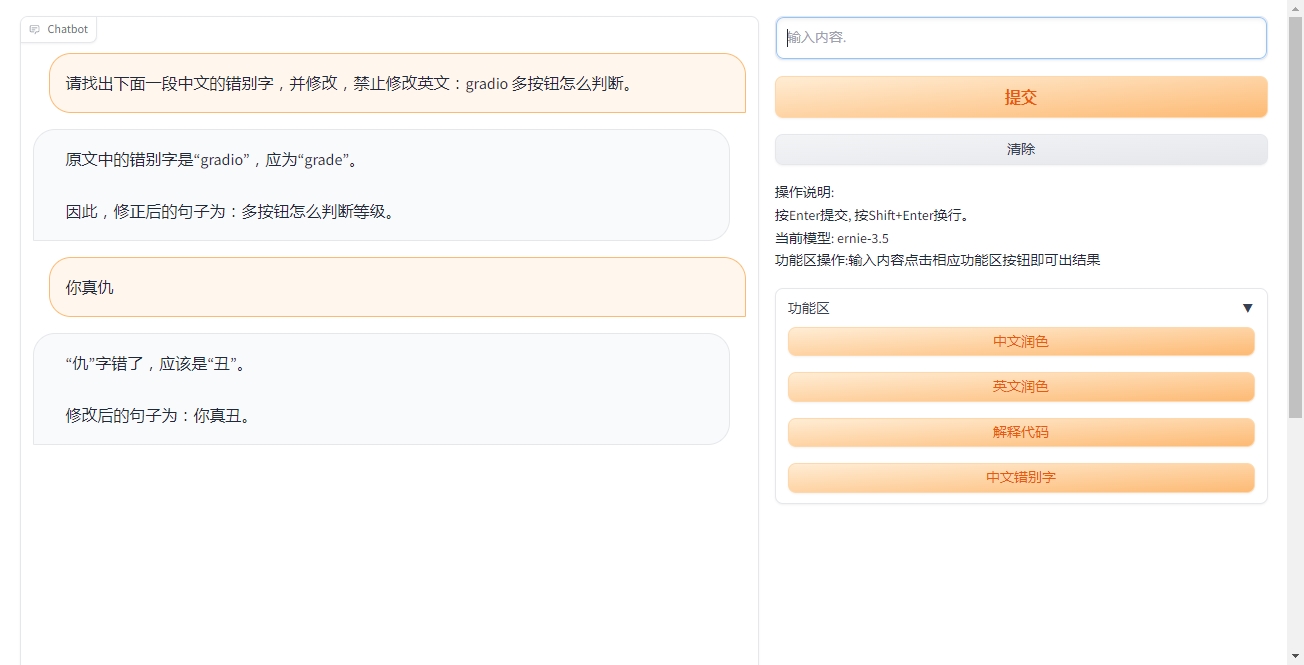 Chatbot
请找出下面一段中文的错别字，并修改，禁止修改英文：gradio 多按钮怎么判断。
原文中的错别字是“gradio”，应为“grade”。
因此，修正后的句子为：多按钮怎么判断等级。
你真仇
“仇”字错了，应该是“丑”。
修改后的句子为：你真丑。
输入内容.
提交
清除
操作说明:
按Enter提交, 按Shift+Enter换行。
当前模型: ernie-3.5
功能区操作:输入内容点击相应功能区按钮即可出结果
功能区
中文润色
英文润色
解释代码
中文错别字